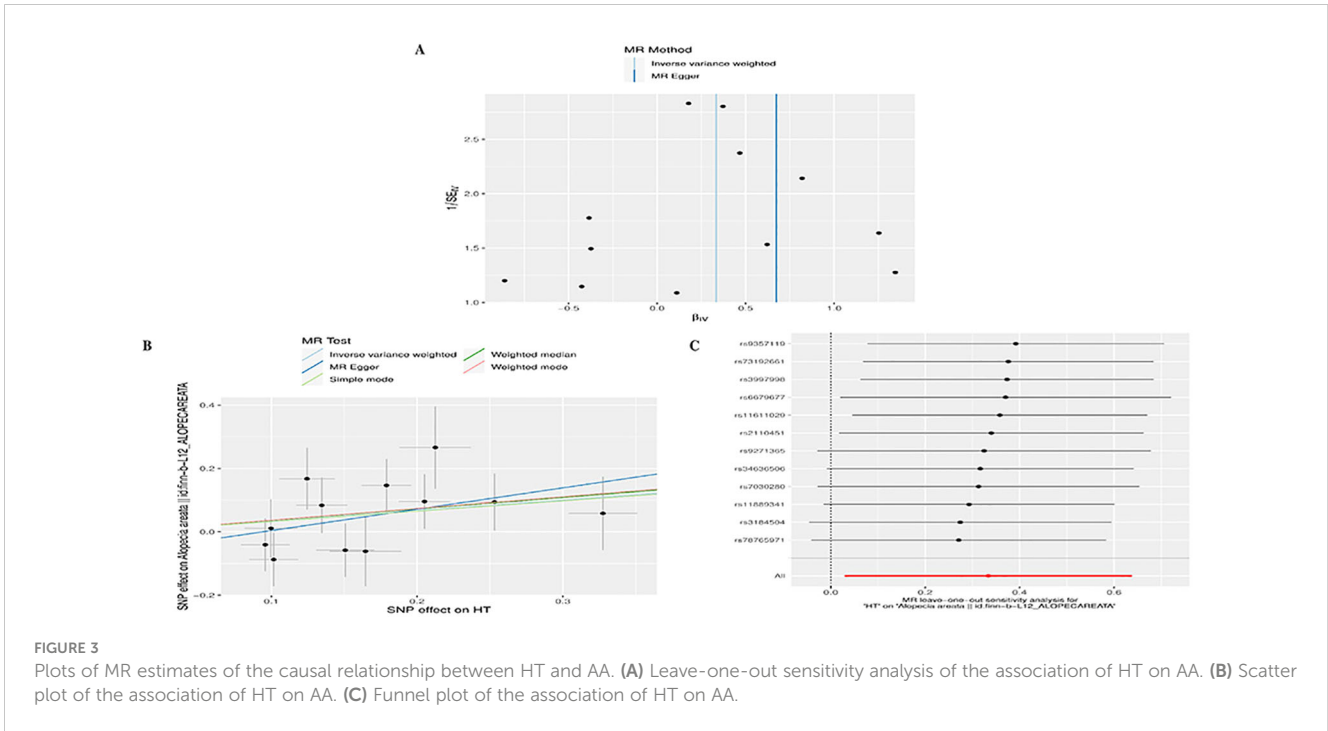 A
MR Mothod
Inverse variance weighted
MR Egger
1/SE_IV
2.5
2.0
1.5
1.0
−0.5 0.0 0.5 1.0
β_IV
B
MR Test
Inverse variance weighted
MR Egger
Simple mode
Weighted median
Weighted mode
SNP effect on Alopecia areata || id:finn-b-L12_ALOPECAREATA
0.4
0.2
0.0
−0.2
0.1 0.2 0.3
SNP effect on HT
C
rs9357119
rs73192661
rs3997998
rs6679677
rs11611029
rs2110451
rs9271365
rs34636506
rs7030280
rs11889341
rs3184504
rs78765971
All
0.0 0.2 0.4 0.6
MR leave−one−out sensitivity analysis for
"HT" on "Alopecia areata || id:finn−b−L12_ALOPECAREATA"
FIGURE 3
Plots of MR estimates of the causal relationship between HT and AA. (A) Leave-one-out sensitivity analysis of the association of HT on AA. (B) Scatter
plot of the association of HT on AA. (C) Funnel plot of the association of HT on AA.